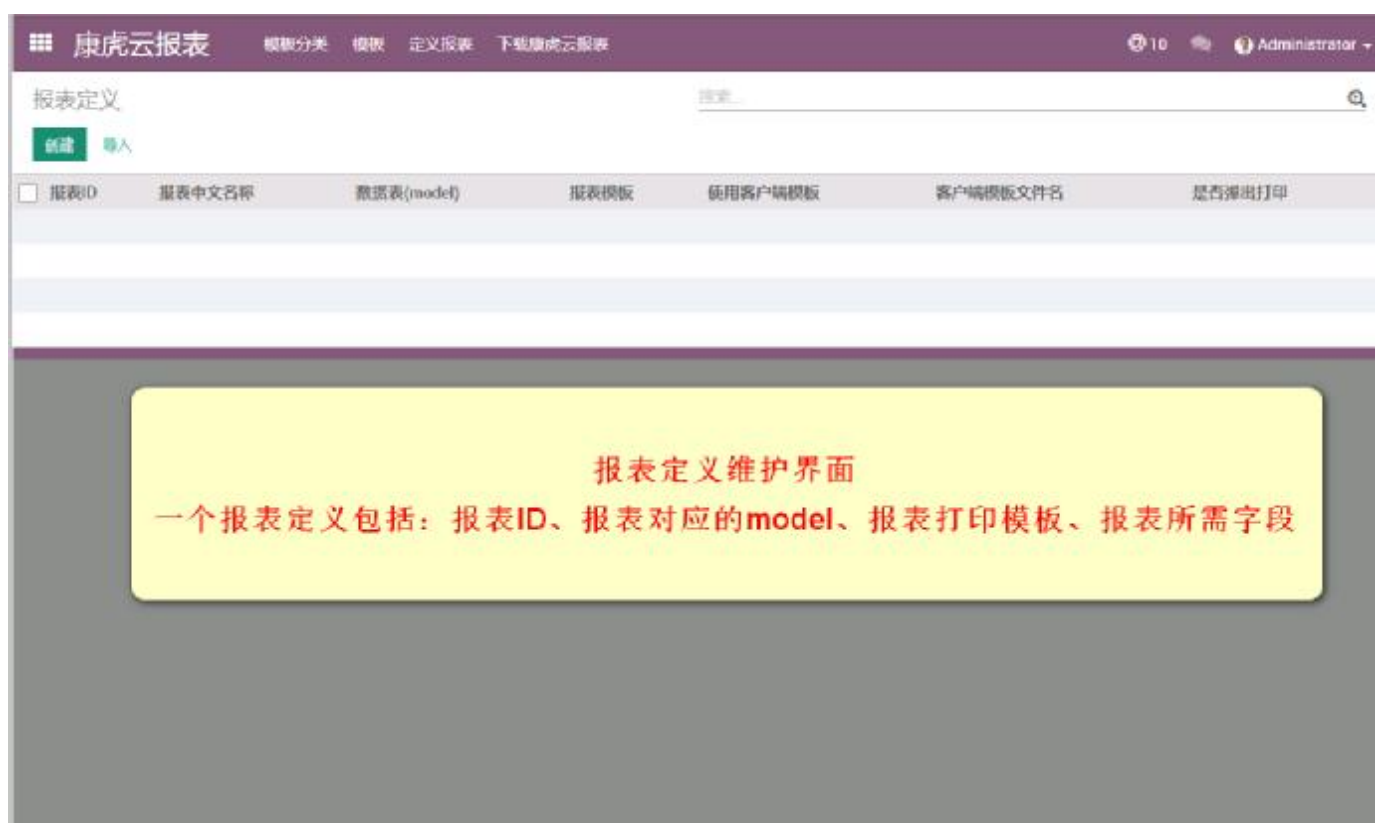 康虎云报表 模板分类 模板 定义报表 下载康虎云报表 @10 Administrator
报表定义 搜索...
创建 导入
报表ID 报表中文名称 数据表(model) 报表模板 使用客户端模板 客户端模板文件名 是否弹出打印
报表定义维护界面
一个报表定义包括：报表ID、报表对应的model、报表打印模板、报表所需字段